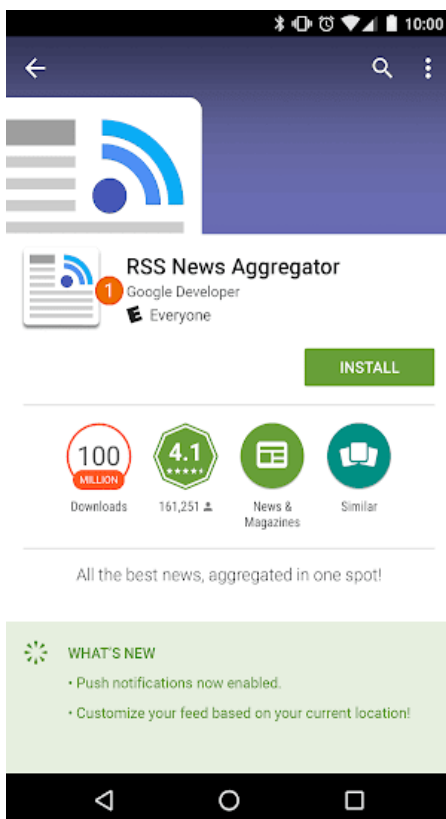 10:00
RSS News Aggregator
1
Google Developer
E Everyone
INSTALL
100
MILLION
4.1
Downloads
161,251
News &
Magazines
Similar
All the best news, aggregated in one spot!
WHAT'S NEW
• Push notifications now enabled.
• Customize your feed based on your current location!